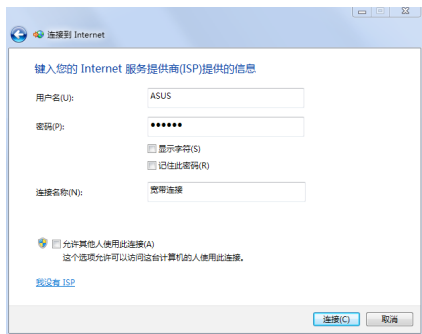 连接到 Internet
键入您的 Internet 服务提供商(ISP)提供的信息
用户名(U):
ASUS
密码(P):
••••••
显示字符(S)
记住此密码(R)
连接名称(N):
宽带连接
允许其他人使用此连接(A)
这个选项允许可以访问这台计算机的人使用此连接。
我没有 ISP
连接(C)
取消